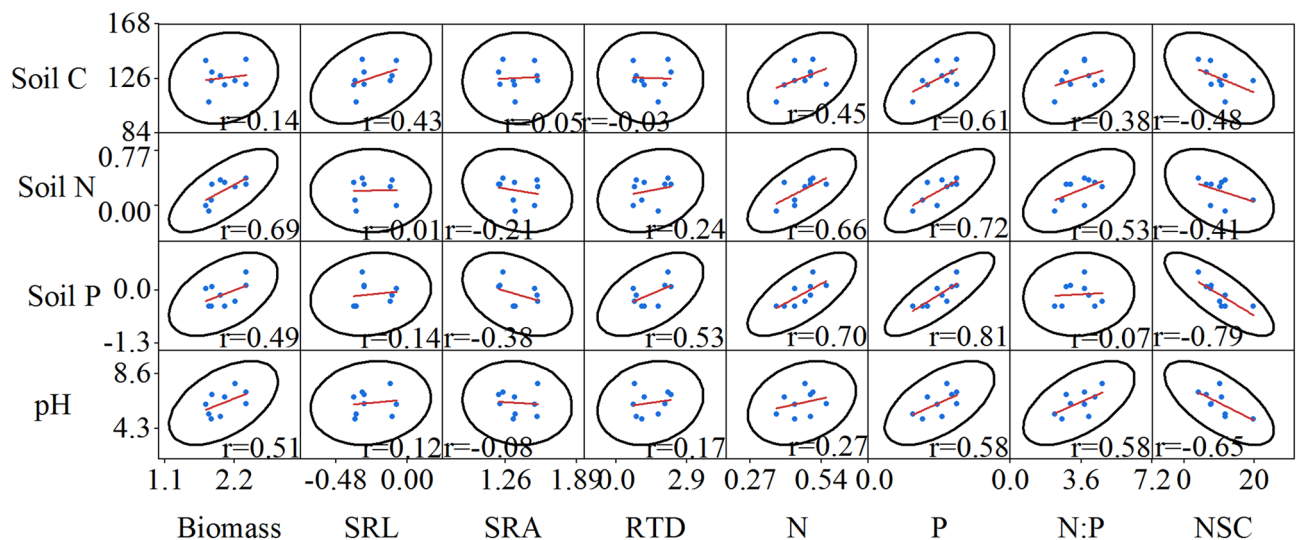 168
Soil C
126
84
r=0.14 r=0.43 r=0.05 r=-0.03 r=0.45 r=0.61 r=0.38 r=-0.48
0.77
Soil N
0.00
r=0.69 r=0.01 r=-0.21 r=0.24 r=0.66 r=0.72 r=0.53 r=-0.41
Soil P
0.0
-1.3
r=0.49 r=0.14 r=-0.38 r=0.53 r=0.70 r=0.81 r=0.07 r=-0.79
8.6
pH
4.3
r=0.51 r=0.12 r=-0.08 r=0.17 r=0.27 r=0.58 r=0.58 r=-0.65
1.1 2.2 -0.48 0.00 1.26 1.890.0 2.9 0.27 0.54 0.0 0.0 3.6 7.2 0 20
Biomass SRL SRA RTD N P N:P NSC